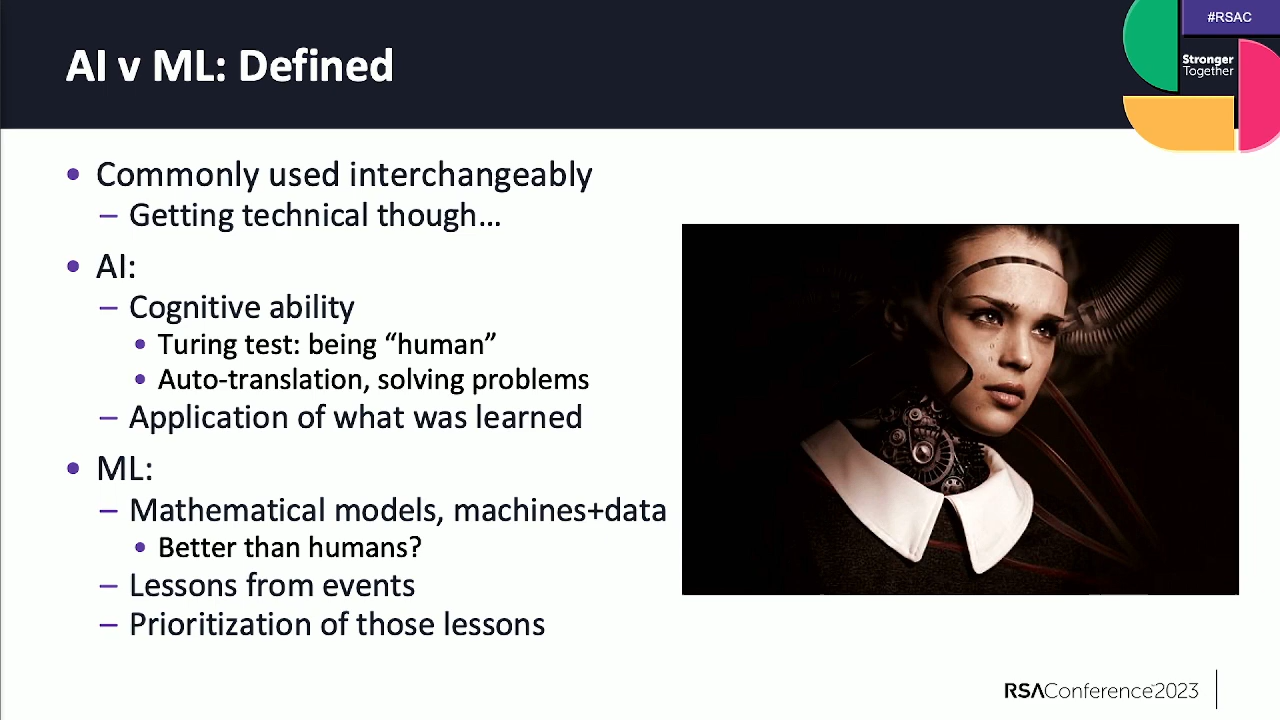 #RSAC
Stronger
Together
AI v ML: Defined
• Commonly used interchangeably
– Getting technical though…
• AI:
– Cognitive ability
• Turing test: being “human”
• Auto-translation, solving problems
– Application of what was learned
• ML:
– Mathematical models, machines+data
• Better than humans?
– Lessons from events
– Prioritization of those lessons
RSAConference™2023